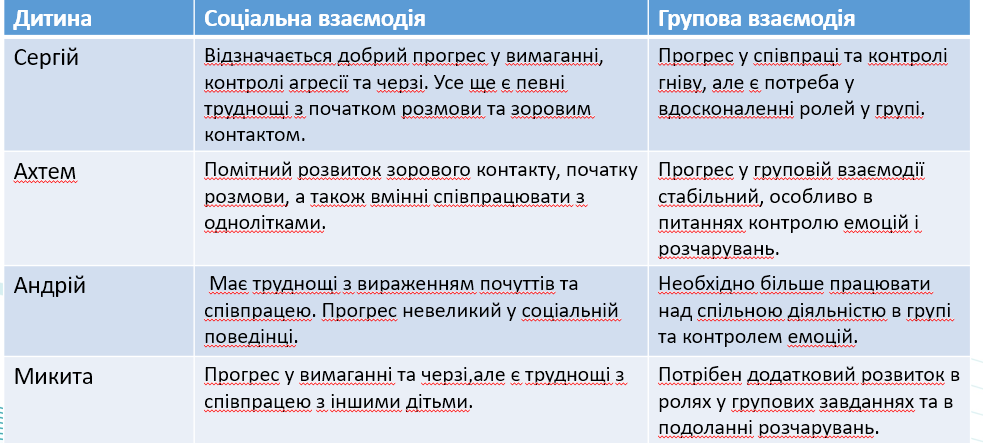 Дитина
Соціальна взаємодія
Групова взаємодія
Сергій
Відзначається добрий прогрес у вимаганні,
контролі агресії та черзі. Усе ще є певні
труднощі з початком розмови та зоровим
контактом.
Прогрес у співпраці та контролі
гніву, але є потреба у
вдосконаленні ролей у групі.
Ахтем
Помітний розвиток зорового контакту, початку
розмови, а також вмінні співпрацювати з
однолітками.
Прогрес у груповій взаємодії
стабільний, особливо в
питаннях контролю емоцій і
розчарувань.
Андрій
Має труднощі з вираженням почуттів та
співпрацею. Прогрес невеликий у соціальній
поведінці.
Необхідно більше працювати
над спільною діяльністю в групі
та контролем емоцій.
Микита
Прогрес у вимаганні та черзі,але є труднощі з
співпрацею з іншими дітьми.
Потрібен додатковий розвиток в
ролях у групових завданнях та в
подоланні розчарувань.